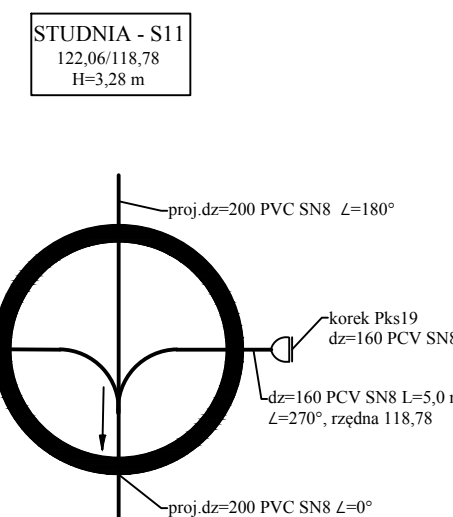 STUDNIA - S11
122,06/118,78
H=3,28 m
proj.dz=200 PVC SN8 ∠=180°
korek Pks19
dz=160 PCV SN8
dz=160 PCV SN8 L=5,0
∠=270°, rzędna 118,78
proj.dz=200 PVC SN8 ∠=0°